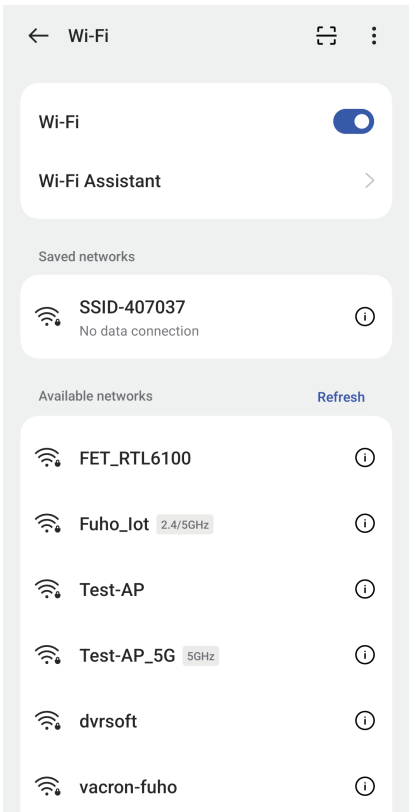 Wi-Fi
Wi-Fi
Wi-Fi Assistant
Saved networks
SSID-407037
No data connection
Available networks Refresh
FET_RTL6100
Fuho_Iot 2.4/5GHz
Test-AP
Test-AP_5G 5GHz
dvrsoft
vacron-fuho